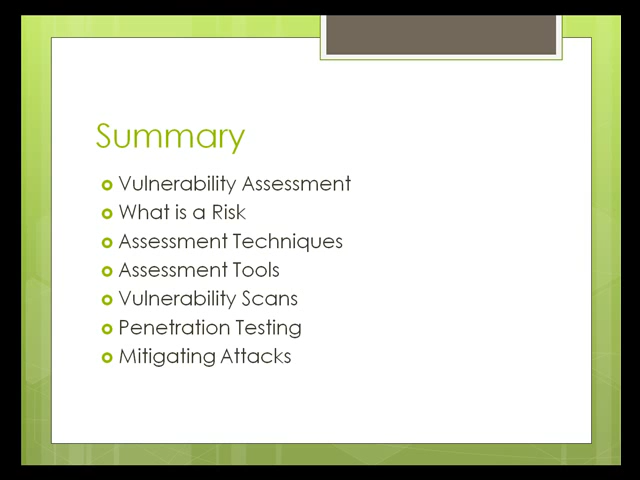 Summary
Vulnerability Assessment
What is a Risk
Assessment Techniques
Assessment Tools
Vulnerability Scans
Penetration Testing
Mitigating Attacks